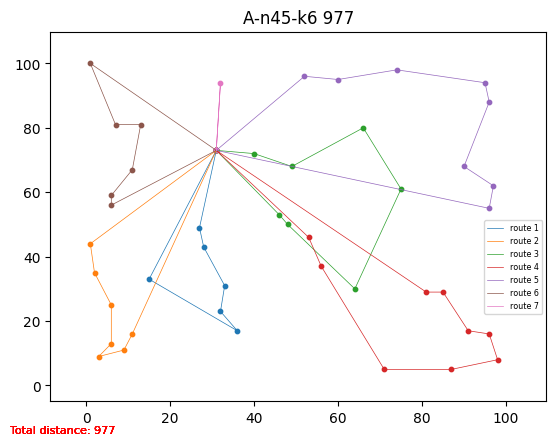 A-n45-k6 977
100
80
60
40
20
0
route 1
route 2
route 3
route 4
route 5
route 6
route 7
0 20 40 60 80 100
Total distance: 977